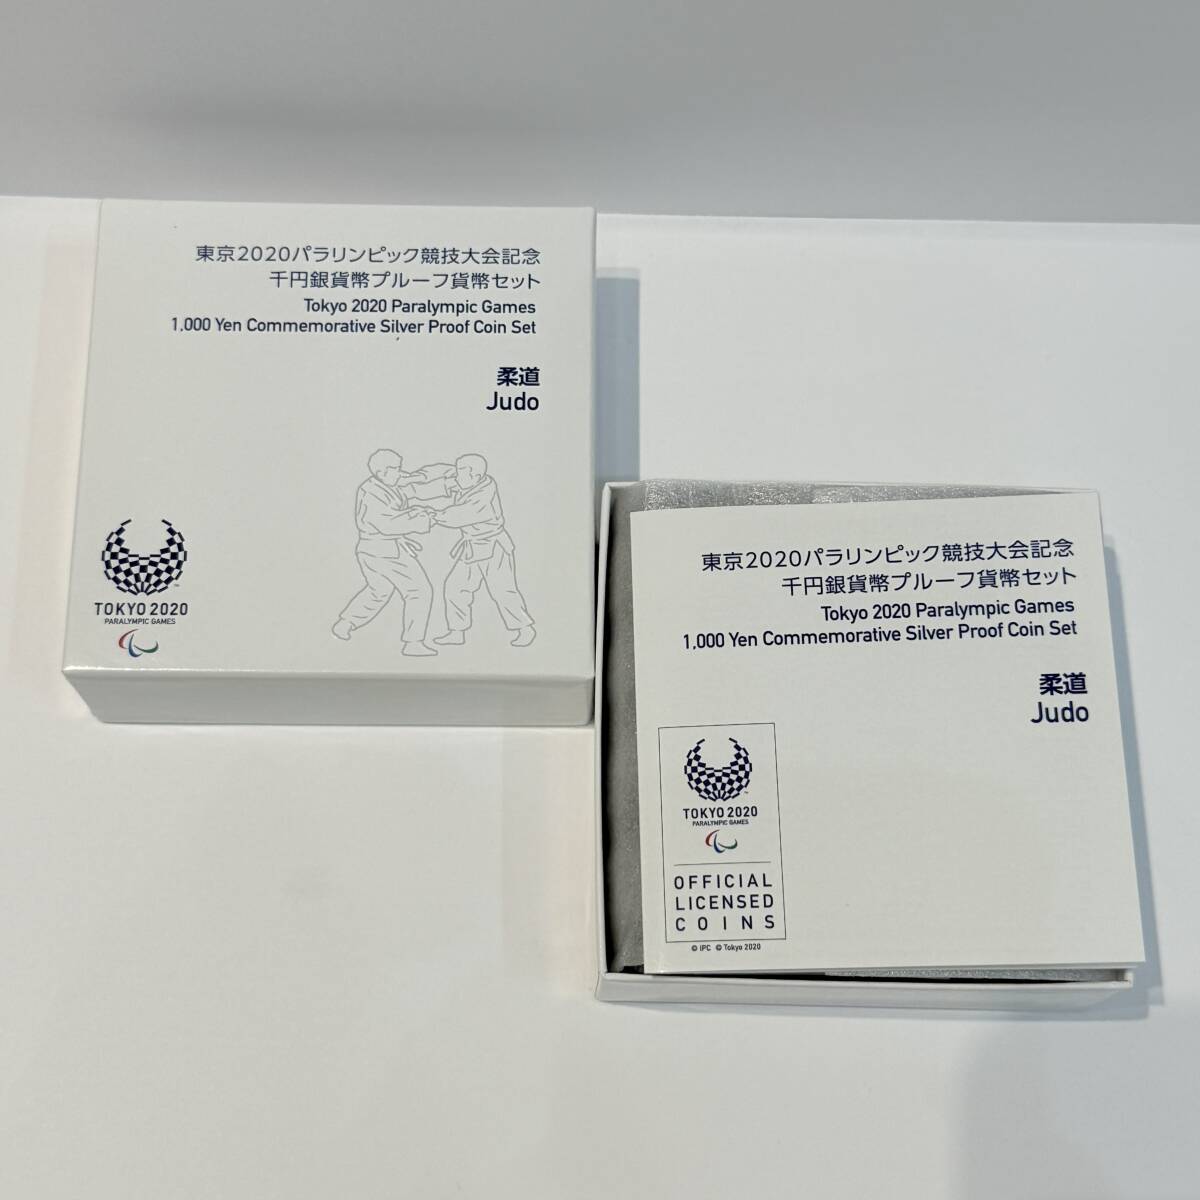 東京2020パラリンピック競技大会記念
千円銀貨幣プルーフ貨幣セット
Tokyo 2020 Paralympic Games
1,000 Yen Commemorative Silver Proof Coin Set
柔道
Judo
TOKYO 2020
PARALYMPIC GAMES
東京2020パラリンピック競技大会記念
千円銀貨幣プルーフ貨幣セット
Tokyo 2020 Paralympic Games
1,000 Yen Commemorative Silver Proof Coin Set
柔道
Judo
TOKYO 2020
PARALYMPIC GAMES
OFFICIAL
LICENSED
COINS
© IPC © Tokyo 2020